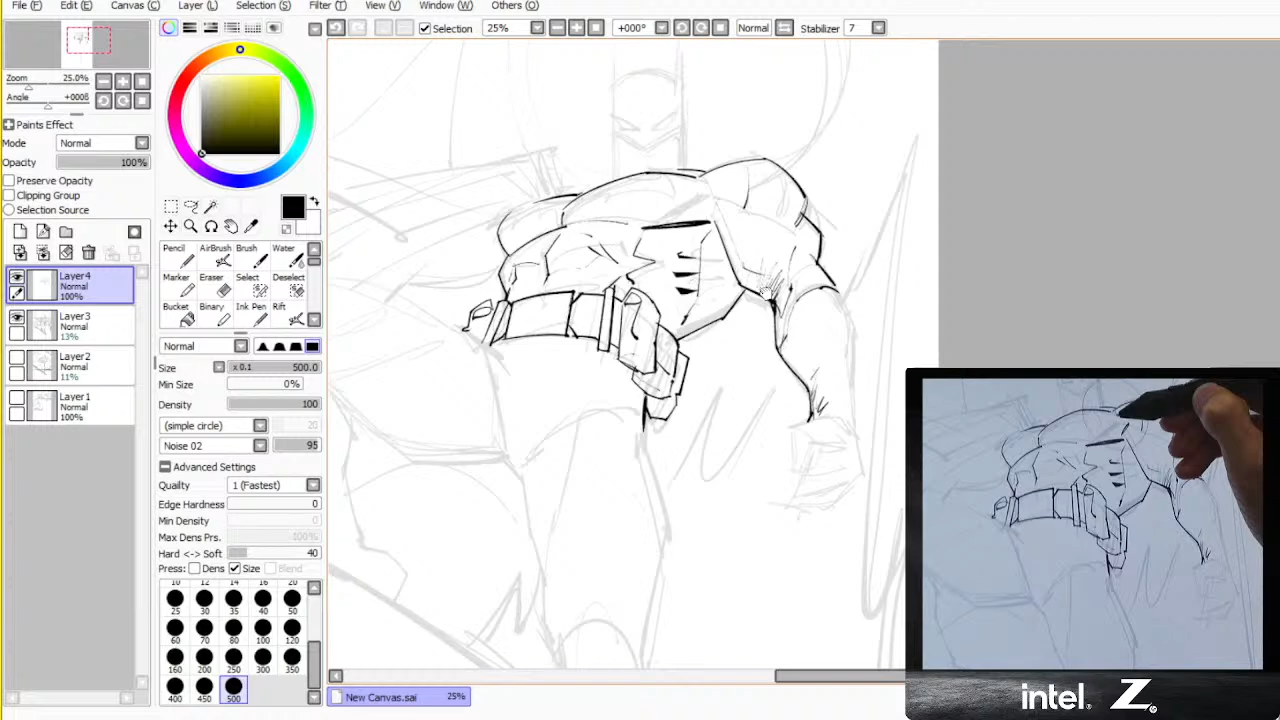 File (F) Edit (E) Canvas (C) Layer (L) Selection (S) Filter (T) View (V) Window (W) Others (O)
Selection 25% +000° Normal Stabilizer 7
Zoom 25.0%
Angle +000ß
Paints Effect
Mode Normal
Opacity 100%
Preserve Opacity
Clipping Group
Selection Source
Layer4
Normal
100%
Layer3
Normal
13%
Layer2
Normal
11%
Layer1
Normal
100%
Pencil AirBrush Brush Water
Marker Eraser Select Deselect
Bucket Binary Ink Pen Rift
Normal
Size x 0.1 500.0
Min Size 0%
Density 100
(simple circle) 20
Noise 02 95
Advanced Settings
Quality 1 (Fastest)
Edge Hardness 0
Min Density 0
Max Dens Prs. 100%
Hard <-> Soft 40
Press: Dens Size Blend
10 12 14 16 20
25 30 35 40 50
60 70 80 100 120
160 200 250 300 350
400 450 500
New Canvas.sai 25%
intel Z